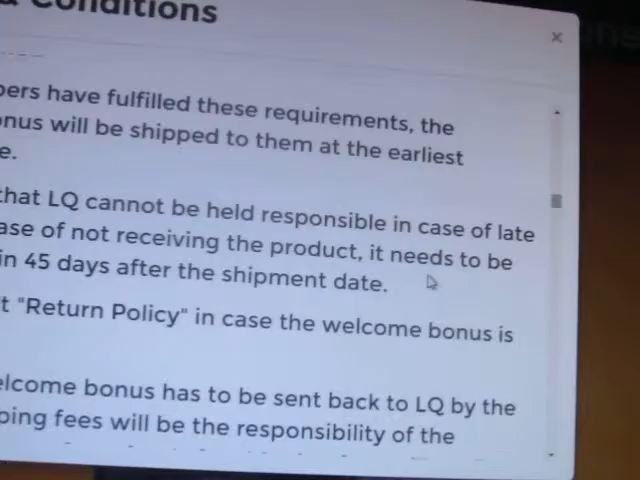 Conditions
bers have fulfilled these requirements, the
onus will be shipped to them at the earliest
e.
that LQ cannot be held responsible in case of late
ase of not receiving the product, it needs to be
in 45 days after the shipment date.
t "Return Policy" in case the welcome bonus is
elcome bonus has to be sent back to LQ by the
ping fees will be the responsibility of the